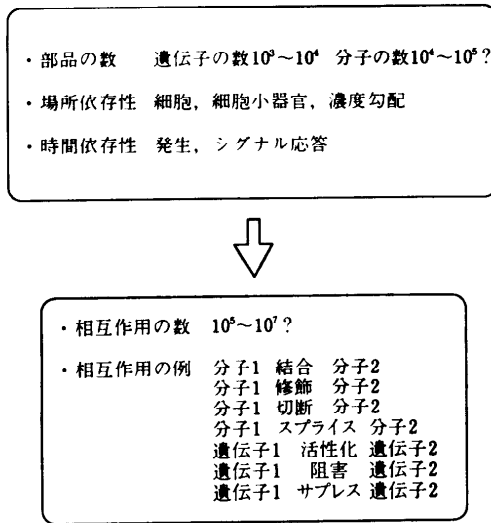 ・部品の数　遺伝子の数10³～10⁴　分子の数10⁴～10⁵？
・場所依存性　細胞，細胞小器官，濃度勾配
・時間依存性　発生，シグナル応答
・相互作用の数　10⁵～10⁷？
・相互作用の例　分子1　結合　分子2
分子1　修飾　分子2
分子1　切断　分子2
分子1　スプライス　分子2
遺伝子1　活性化　遺伝子2
遺伝子1　阻害　遺伝子2
遺伝子1　サプレス　遺伝子2